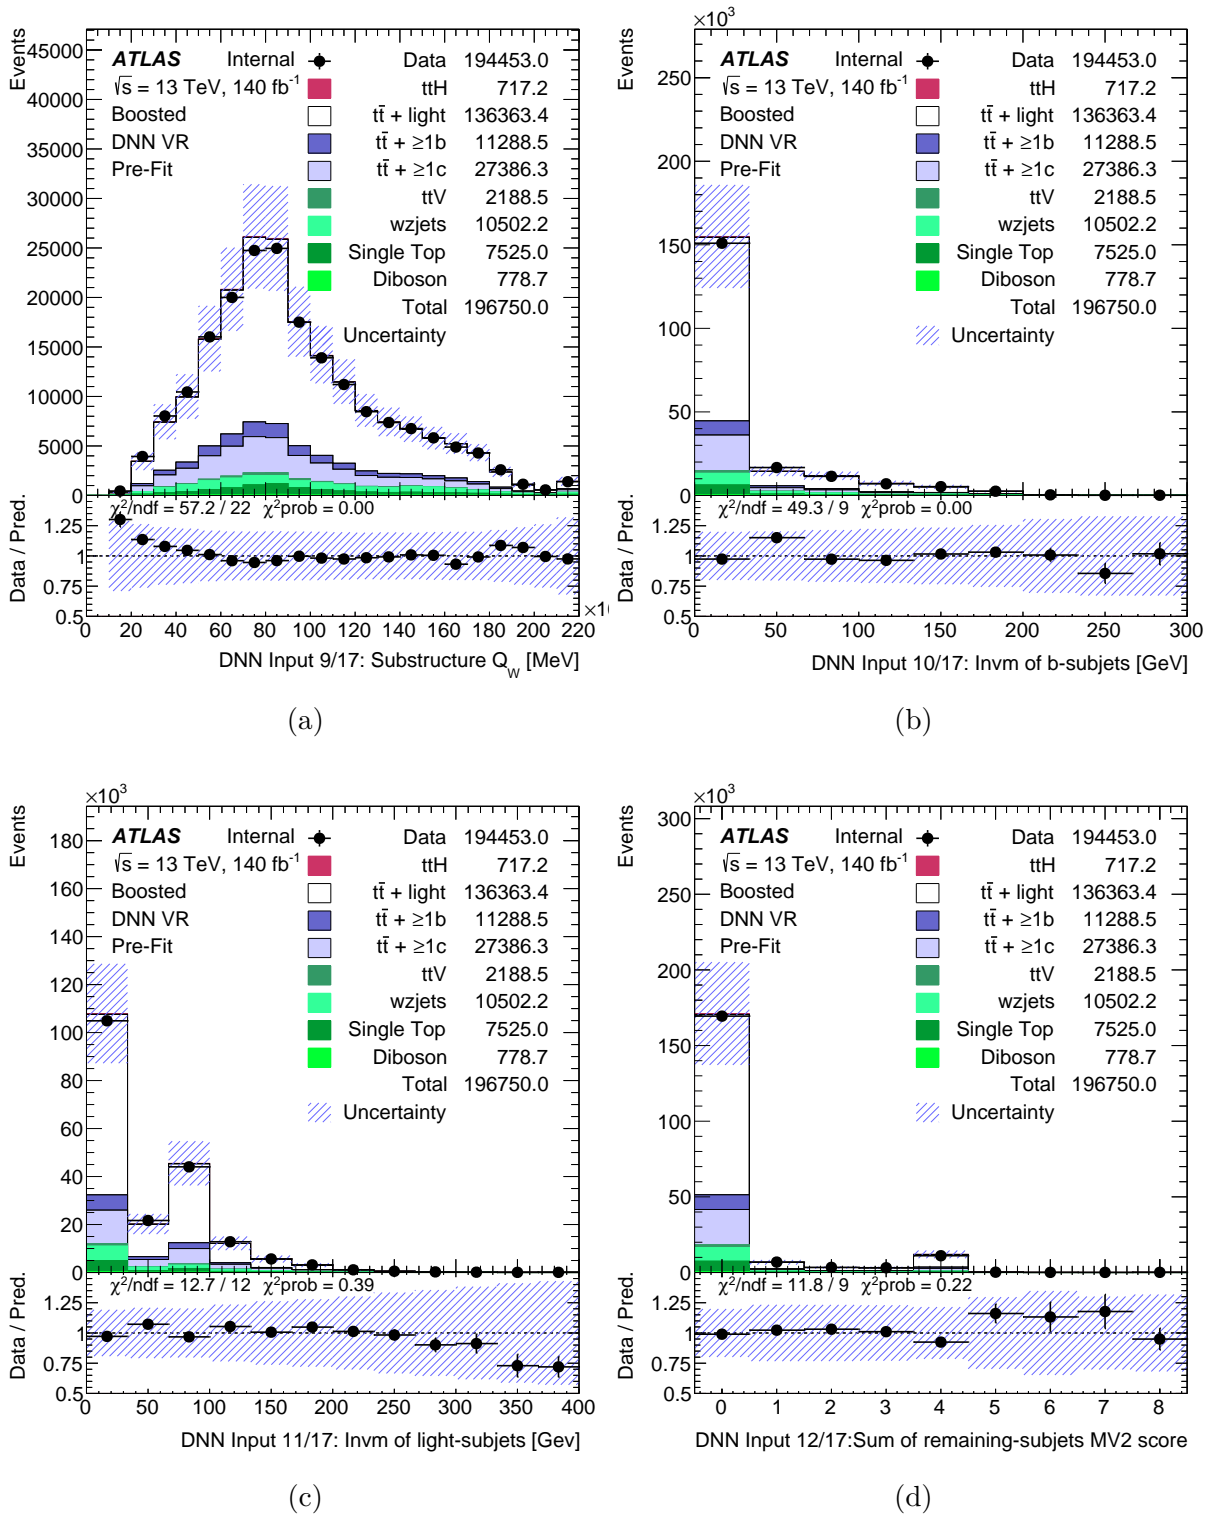 Events
45000
40000
35000
30000
25000
20000
15000
10000
5000
0
ATLAS Internal
√s = 13 TeV, 140 fb⁻¹
Boosted
DNN VR
Pre-Fit
Data 194453.0
ttH 717.2
tt̄ + light 136363.4
tt̄ + ≥1b 11288.5
tt̄ + ≥1c 27386.3
ttV 2188.5
wzjets 10502.2
Single Top 7525.0
Diboson 778.7
Total 196750.0
Uncertainty
χ²/ndf = 57.2 / 22 χ²prob = 0.00
Data / Pred.
1.25
1
0.75
0.5
0 20 40 60 80 100 120 140 160 180 200 220
DNN Input 9/17: Substructure Q_W [MeV]
(a)
×10³
Events
250
200
150
100
50
0
ATLAS Internal
√s = 13 TeV, 140 fb⁻¹
Boosted
DNN VR
Pre-Fit
Data 194453.0
ttH 717.2
tt̄ + light 136363.4
tt̄ + ≥1b 11288.5
tt̄ + ≥1c 27386.3
ttV 2188.5
wzjets 10502.2
Single Top 7525.0
Diboson 778.7
Total 196750.0
Uncertainty
χ²/ndf = 49.3 / 9 χ²prob = 0.00
Data / Pred.
1.25
1
0.75
0.5
0 50 100 150 200 250 300
DNN Input 10/17: Invm of b-subjets [GeV]
(b)
×10³
Events
180
160
140
120
100
80
60
40
20
0
ATLAS Internal
√s = 13 TeV, 140 fb⁻¹
Boosted
DNN VR
Pre-Fit
Data 194453.0
ttH 717.2
tt̄ + light 136363.4
tt̄ + ≥1b 11288.5
tt̄ + ≥1c 27386.3
ttV 2188.5
wzjets 10502.2
Single Top 7525.0
Diboson 778.7
Total 196750.0
Uncertainty
χ²/ndf = 12.7 / 12 χ²prob = 0.39
Data / Pred.
1.25
1
0.75
0.5
0 50 100 150 200 250 300 350 400
DNN Input 11/17: Invm of light-subjets [Gev]
(c)
×10³
Events
300
250
200
150
100
50
0
ATLAS Internal
√s = 13 TeV, 140 fb⁻¹
Boosted
DNN VR
Pre-Fit
Data 194453.0
ttH 717.2
tt̄ + light 136363.4
tt̄ + ≥1b 11288.5
tt̄ + ≥1c 27386.3
ttV 2188.5
wzjets 10502.2
Single Top 7525.0
Diboson 778.7
Total 196750.0
Uncertainty
χ²/ndf = 11.8 / 9 χ²prob = 0.22
Data / Pred.
1.25
1
0.75
0.5
0 1 2 3 4 5 6 7 8
DNN Input 12/17:Sum of remaining-subjets MV2 score
(d)